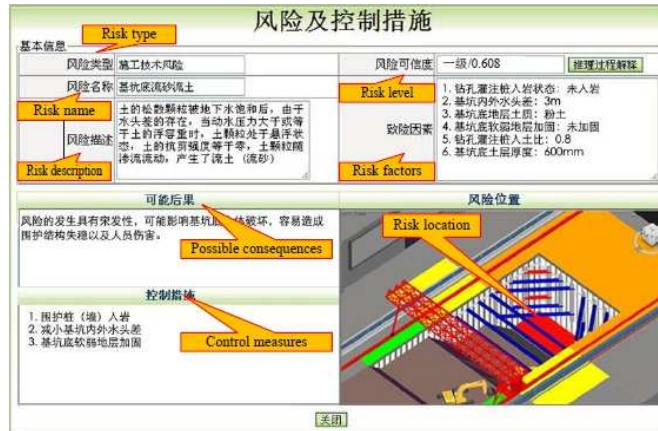 风险及控制措施
基本信息
Risk type
风险类型 施工技术风险
风险可信度 一级/0.608 推理过程解释
风险名称 基坑底流砂流土
Risk name
Risk level
风险描述
土的松散颗粒被地下水饱和后,由于
水头差的存在,当动水压力大于或等
于土的浮容重时,土颗粒处于悬浮状
态,土的抗剪强度等于零,土颗粒随
渗流流动,产生了流土(流砂)
Risk description
致险因素
1. 钻孔灌注桩入岩状态:未入岩
2. 基坑内外水头差:3m
3. 基坑底地层土质:粉土
4. 基坑底软弱地层加固:未加固
5. 钻孔灌注桩入土比:0.8
6. 基坑底土层厚度:600mm
Risk factors
可能后果
风险的发生具有突发性,可能影响基坑底 体破坏,容易造成
围护结构失稳以及人员伤害。
Possible consequences
风险位置
Risk location
控制措施
1. 围护桩(墙)入岩
2. 减小基坑内外水头差
3. 基坑底软弱地层加固
Control measures
关闭